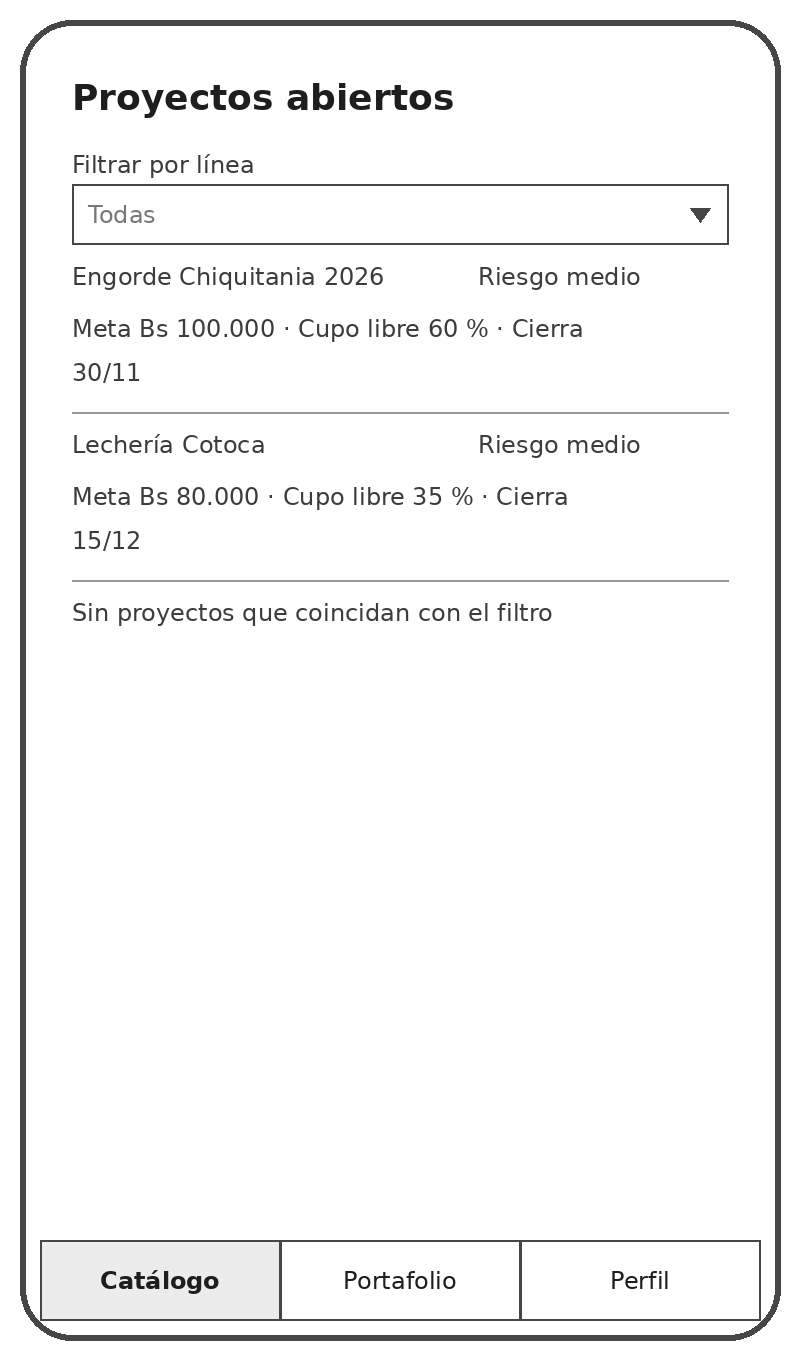 Proyectos abiertos
Filtrar por línea
Todas
Engorde Chiquitania 2026 Riesgo medio
Meta Bs 100.000 · Cupo libre 60 % · Cierra
30/11
Lechería Cotoca Riesgo medio
Meta Bs 80.000 · Cupo libre 35 % · Cierra
15/12
Sin proyectos que coincidan con el filtro
Catálogo Portafolio Perfil